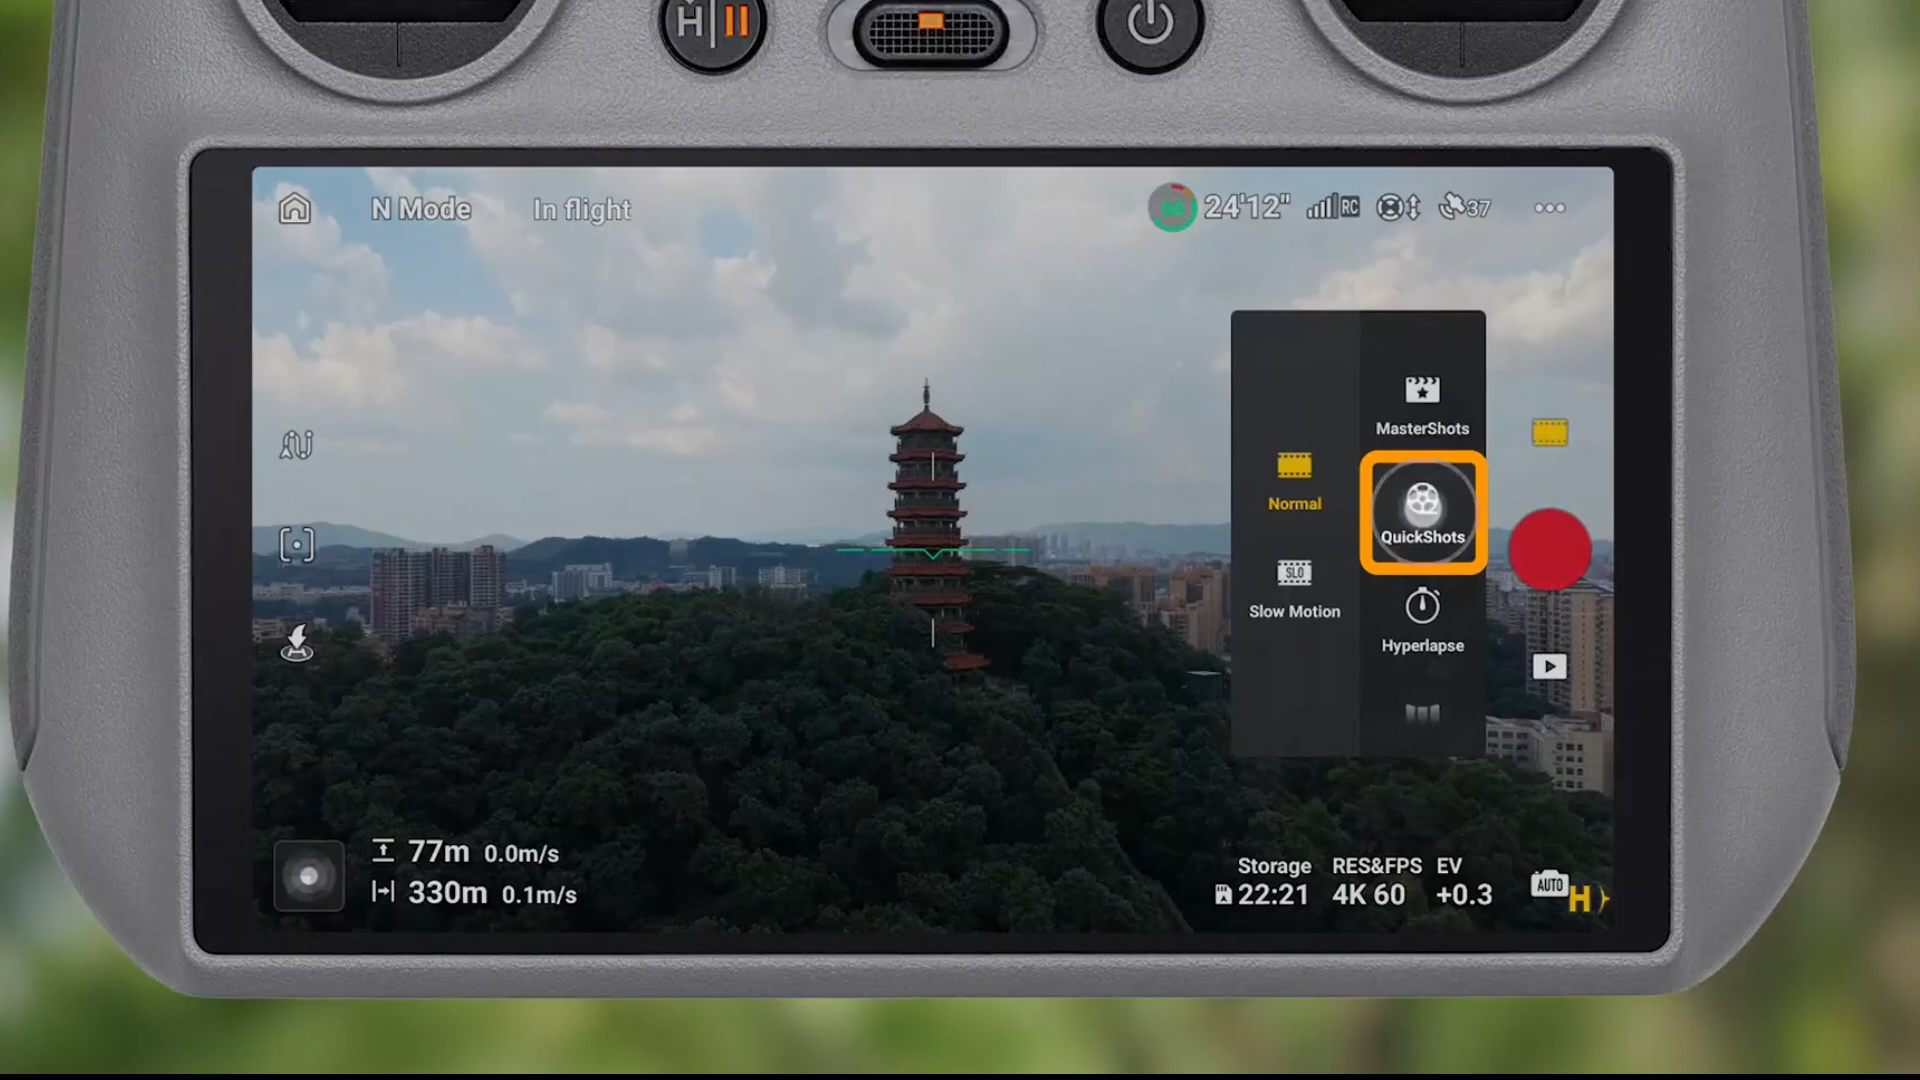 H
N Mode
In flight
24'12"
RC
37
MasterShots
Normal
QuickShots
SLO
Slow Motion
Hyperlapse
77m 0.0m/s
330m 0.1m/s
Storage RES&FPS EV
22:21 4K 60 +0.3
AUTO
H